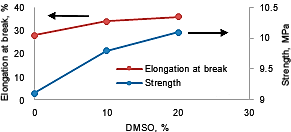 Elongation at break, %
40
30
20
10
0
10.5
10
9.5
9
Strength, MPa
Elongation at break
Strength
0
10
20
30
DMSO, %